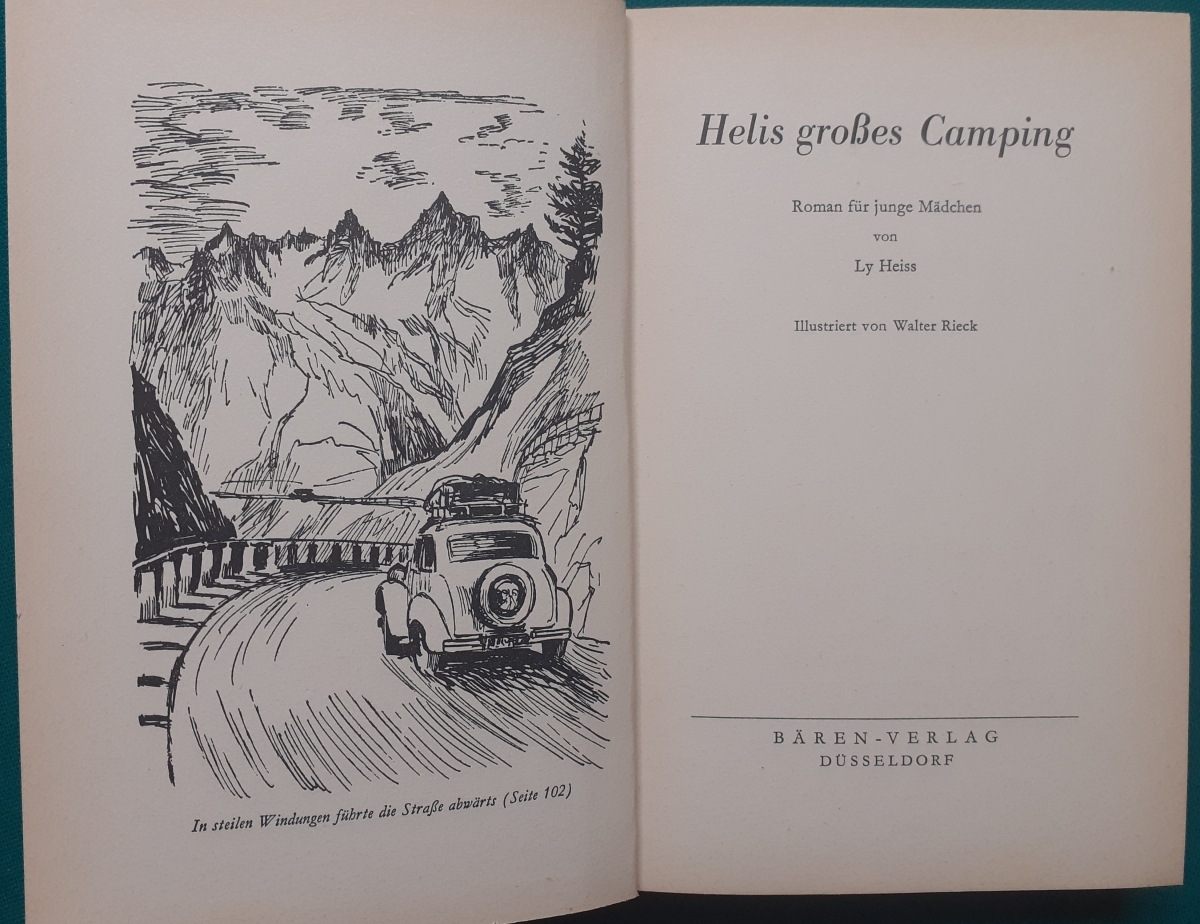 In steilen Windungen führte die Straße abwärts (Seite 102)
Helis großes Camping
Roman für junge Mädchen
von
Ly Heiss
Illustriert von Walter Rieck
BÄREN-VERLAG
DÜSSELDORF